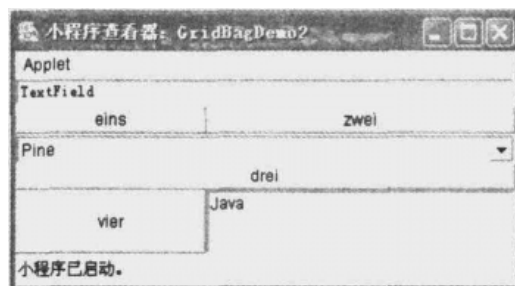 小程序查看器: GridBagDemo2
Applet
TextField
eins zwei
Pine
drei
vier Java
小程序已启动。